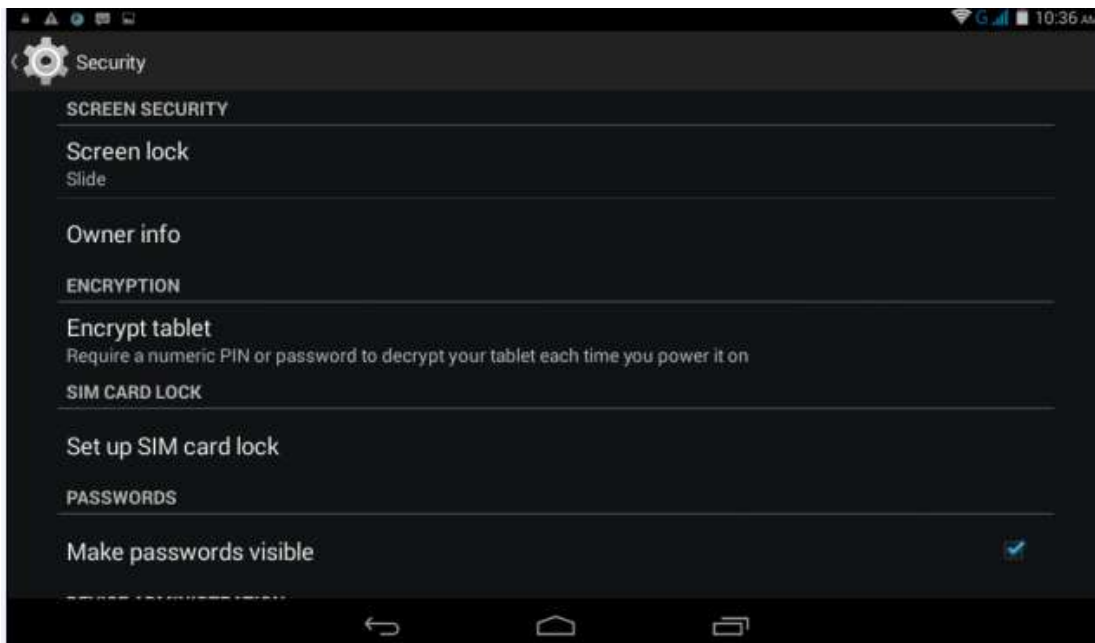 G 10:36 AM
Security
SCREEN SECURITY
Screen lock
Slide
Owner info
ENCRYPTION
Encrypt tablet
Require a numeric PIN or password to decrypt your tablet each time you power it on
SIM CARD LOCK
Set up SIM card lock
PASSWORDS
Make passwords visible